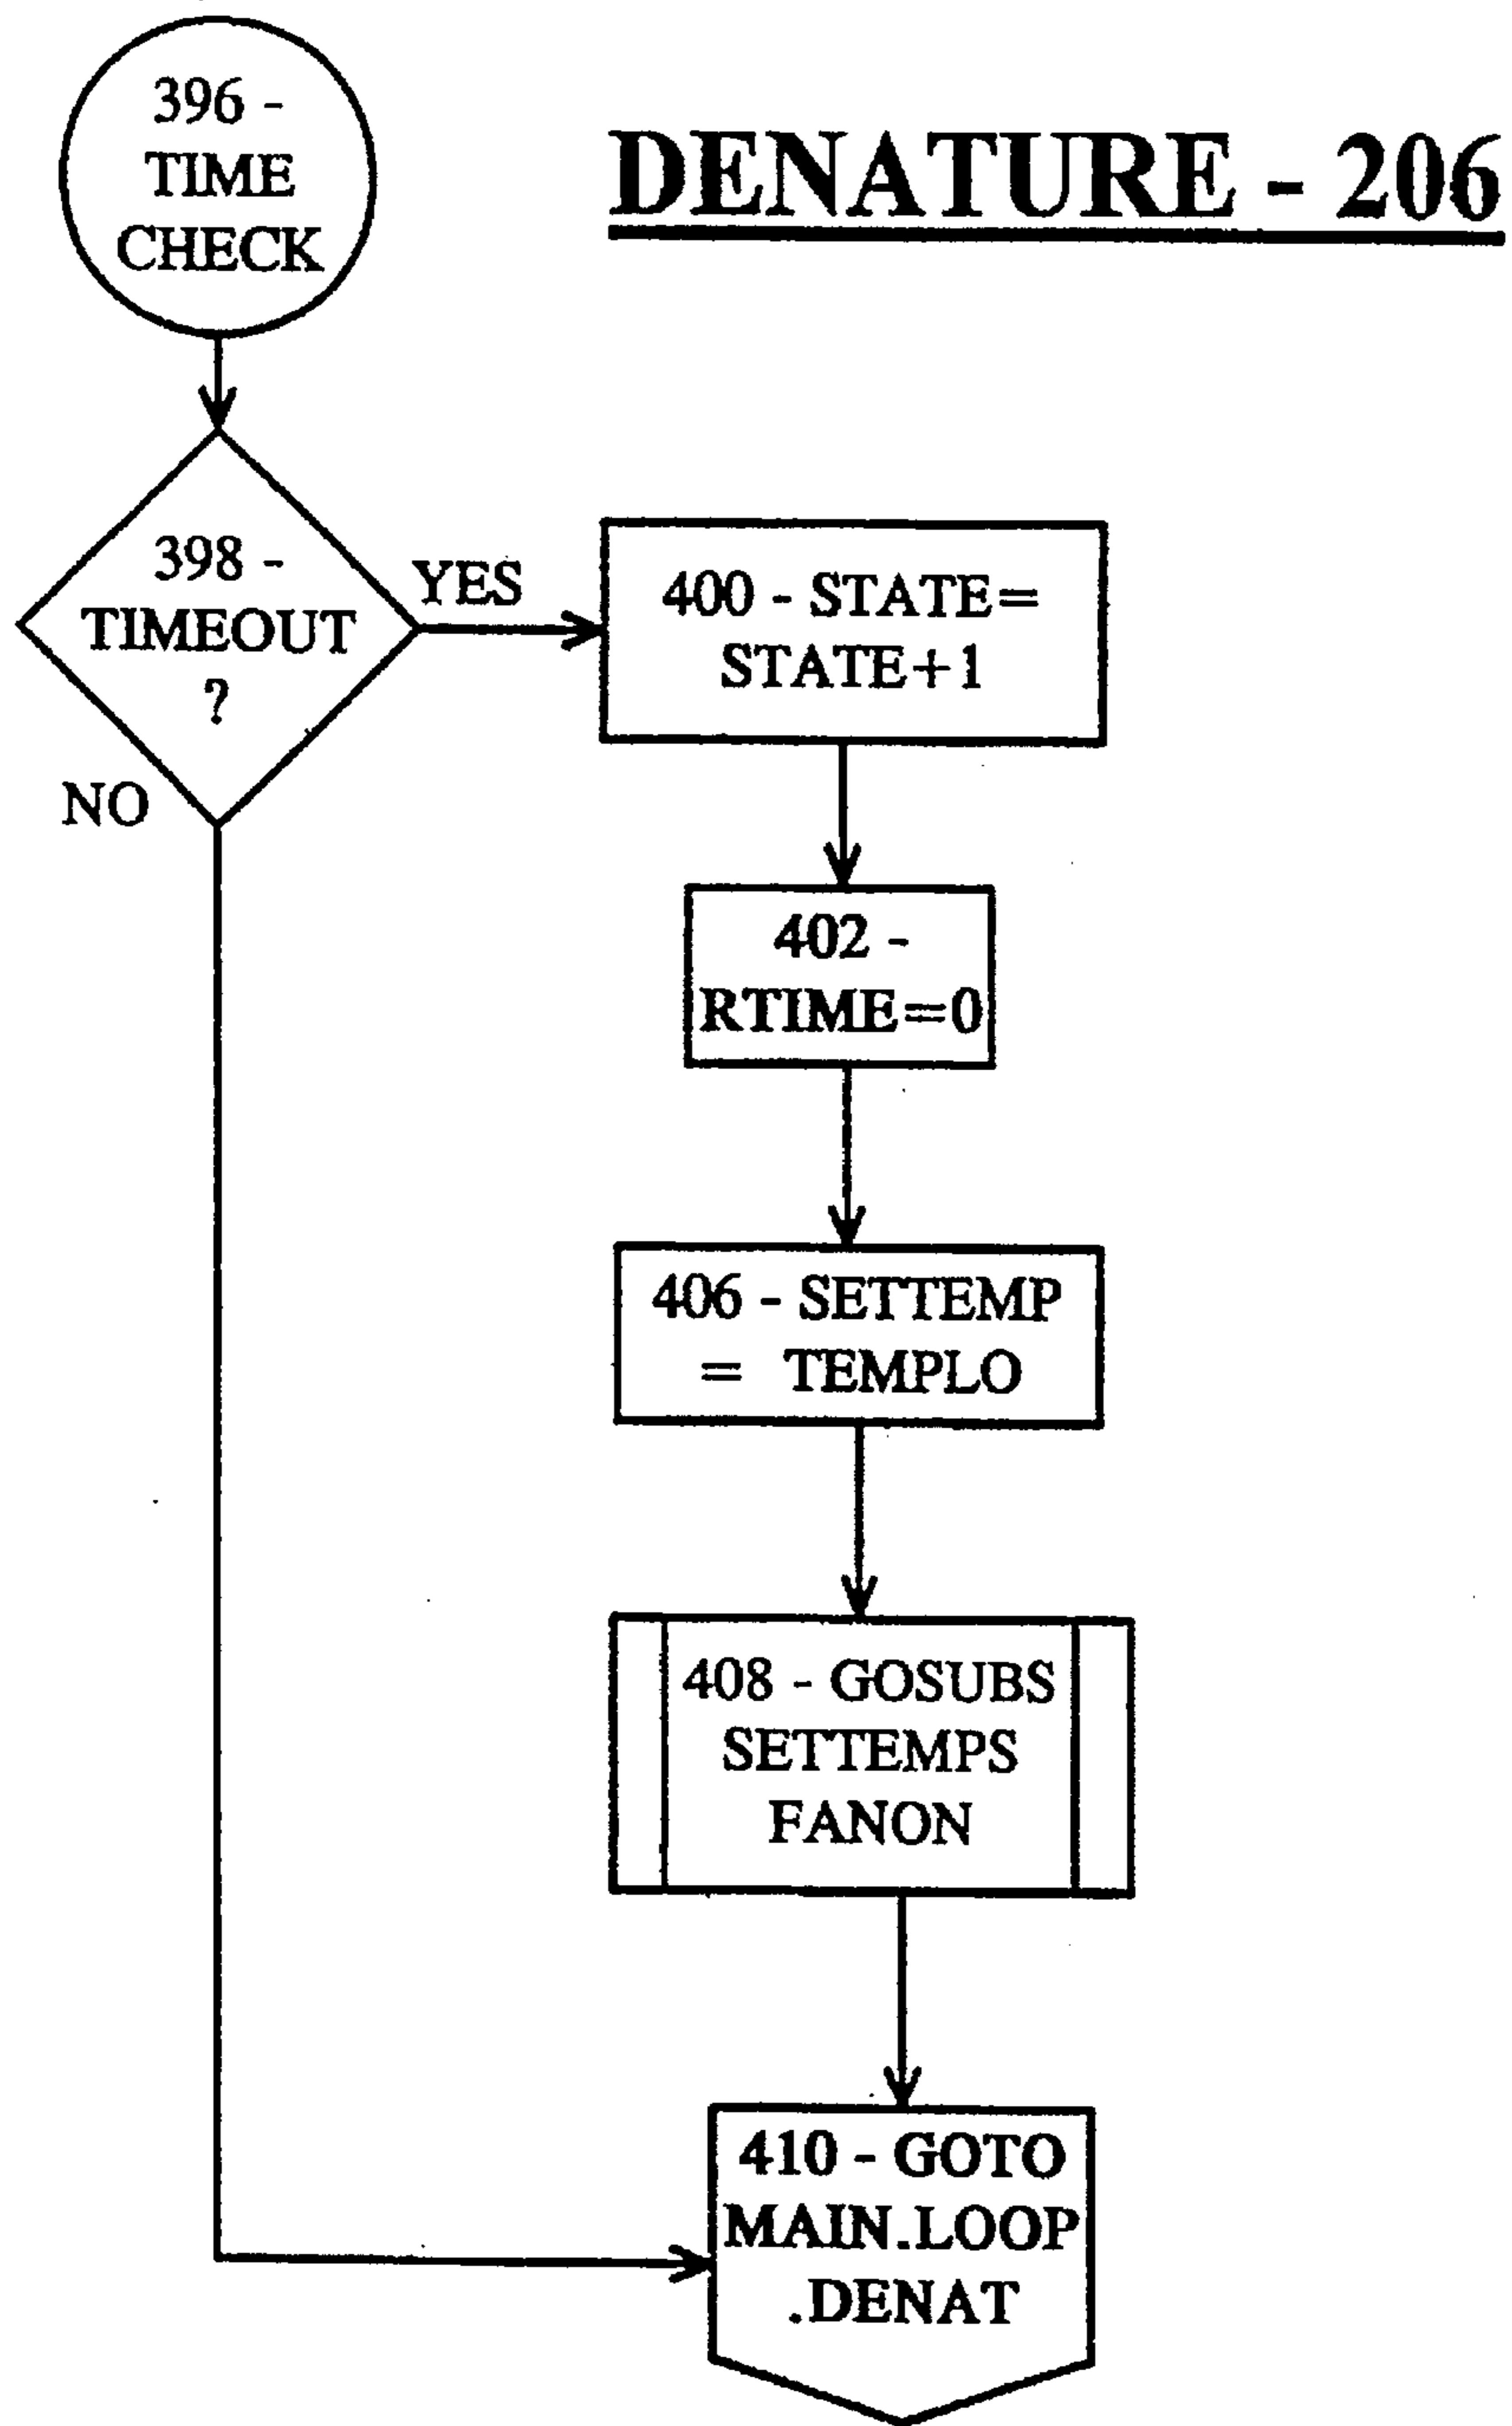 DENATURE - 206
396 -
TIME
CHECK
398 -
TIMEOUT
?
YES
NO
400 - STATE=
STATE+1
402 -
RTIME=0
406 - SETTEMP
= TEMPLO
408 - GOSUBS
SETTEMPS
FANON
410 - GOTO
MAIN.LOOP
.DENAT